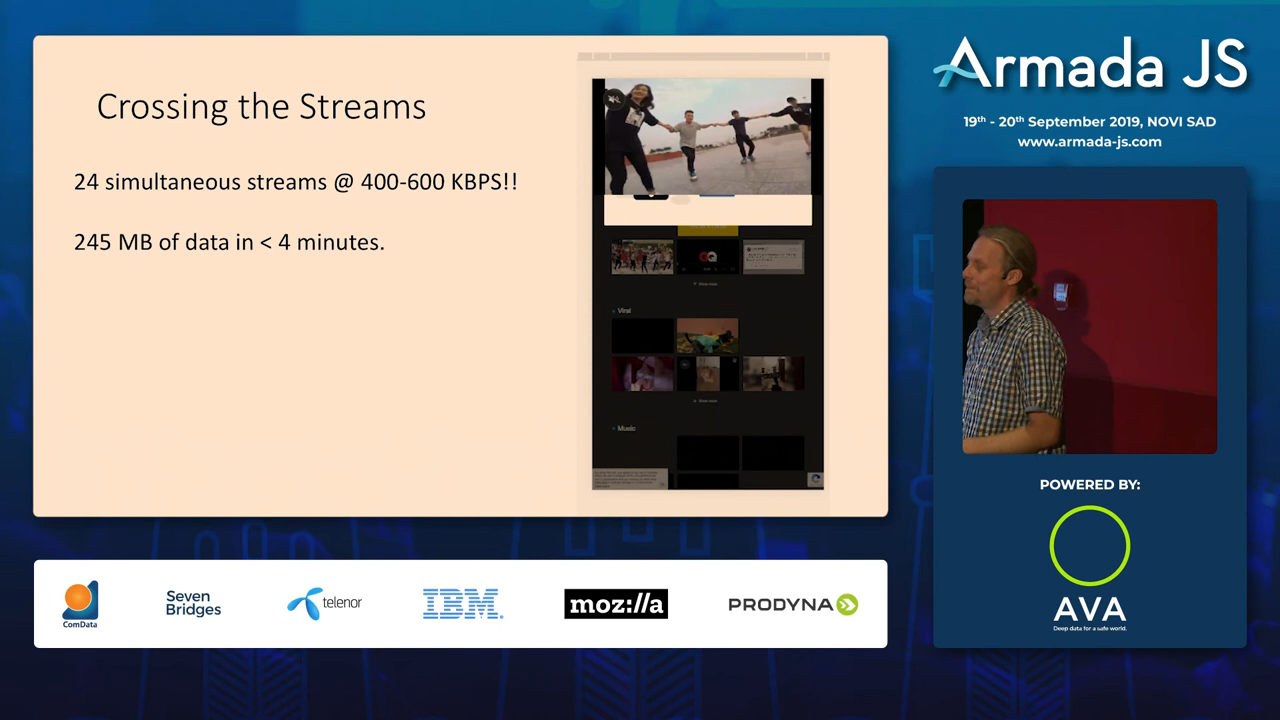 Crossing the Streams
24 simultaneous streams @ 400-600 KBPS!!
245 MB of data in < 4 minutes.
GQ
Viral
Music
Armada JS
19th - 20th September 2019, NOVI SAD
www.armada-js.com
POWERED BY:
AVA
Deep data for a safe world.
ComData
Seven
Bridges
telenor
IBM
moz://a
PRODYNA